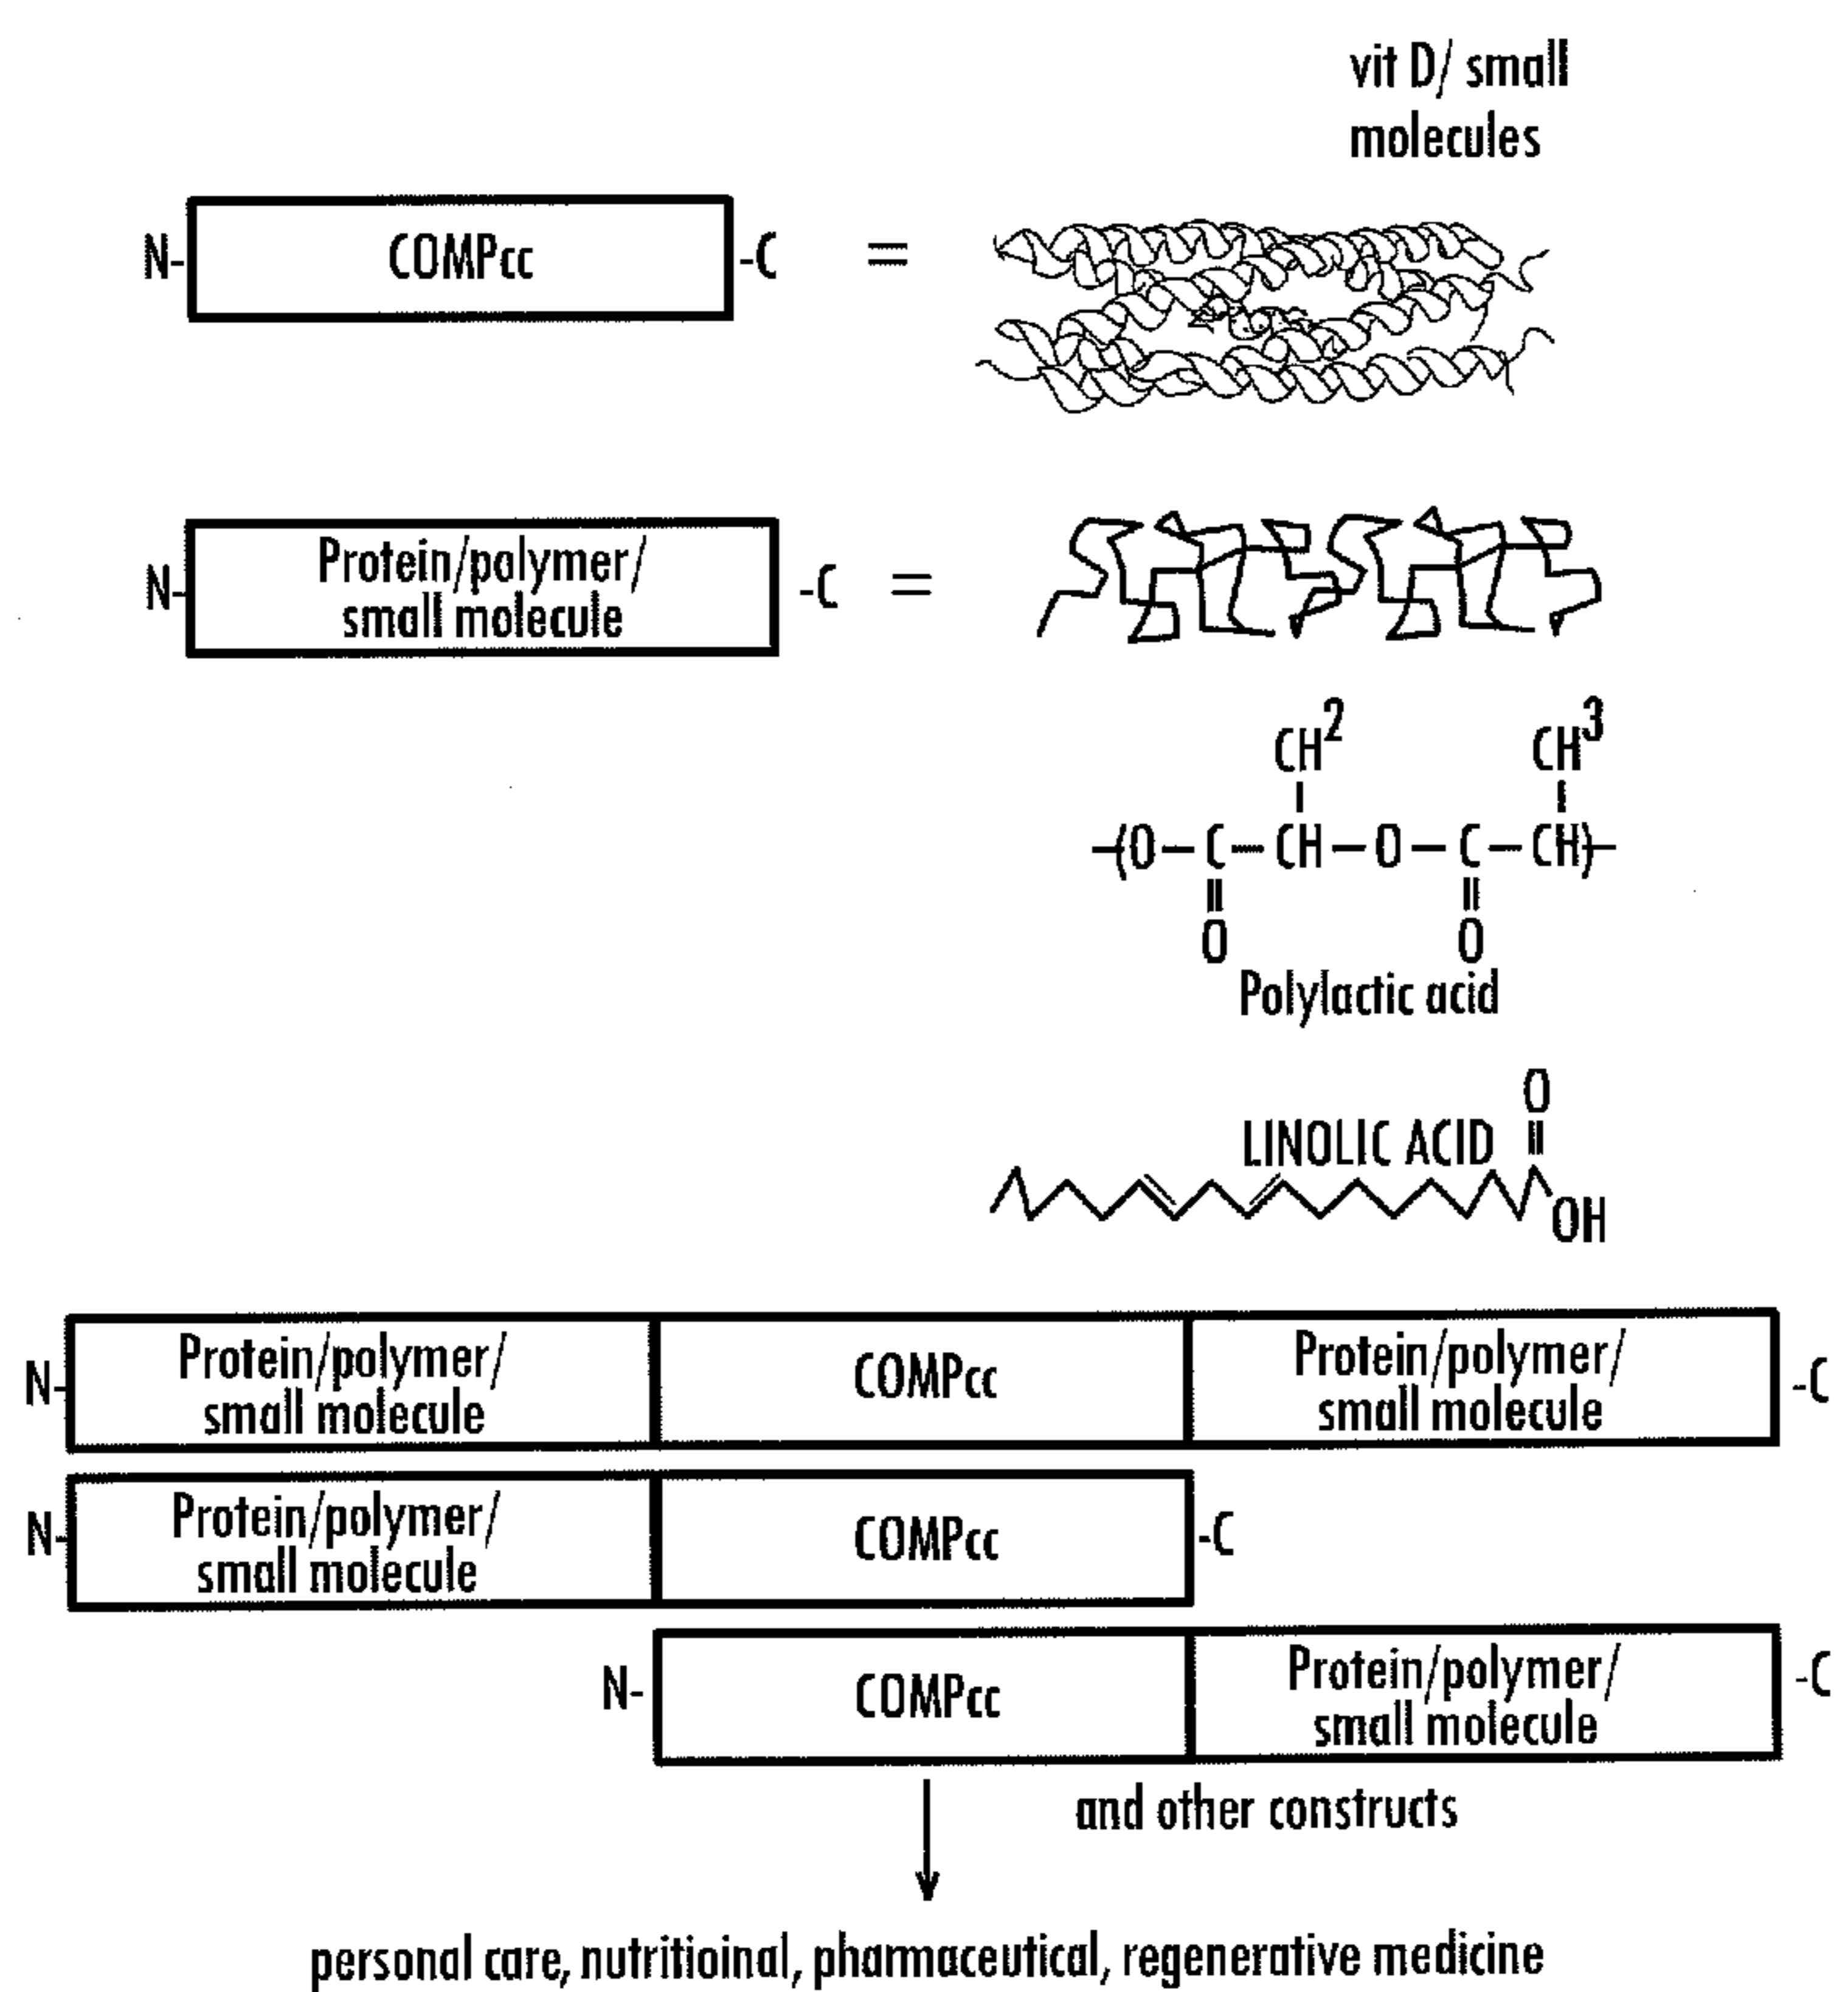 vit D/ small
molecules
N- COMPcc -C =
N- Protein/polymer/
small molecule -C =
CH2 CH3
-(O-C-CH-O-C-CH)-
O O
Polylactic acid
O
LINOLIC ACID
OH
N- Protein/polymer/ COMPcc Protein/polymer/ -C
small molecule small molecule
N- Protein/polymer/ COMPcc -C
small molecule
N- COMPcc Protein/polymer/ -C
small molecule
and other constructs
personal care, nutritioinal, pharmaceutical, regenerative medicine